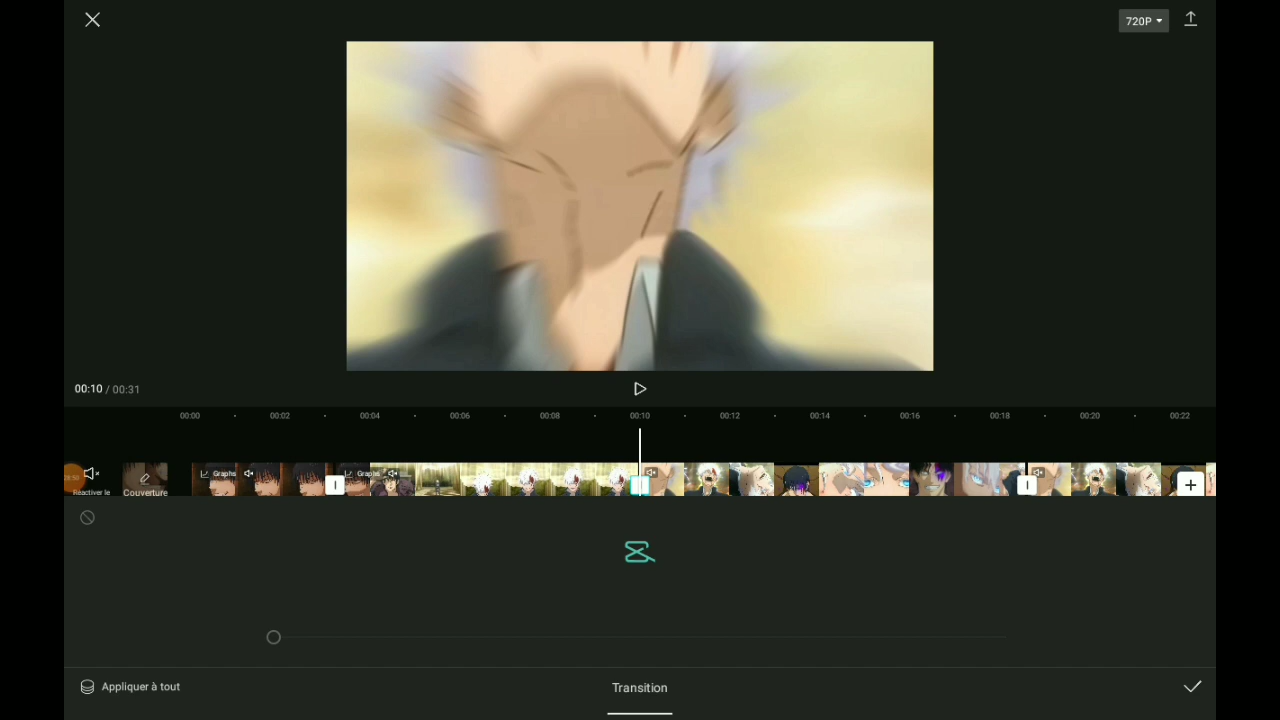 720P
00:10 / 00:31
00:00 00:02 00:04 00:06 00:08 00:10 00:12 00:14 00:16 00:18 00:20 00:22
Graphs Graphs
Réactiver le Couverture
Appliquer à tout
Transition